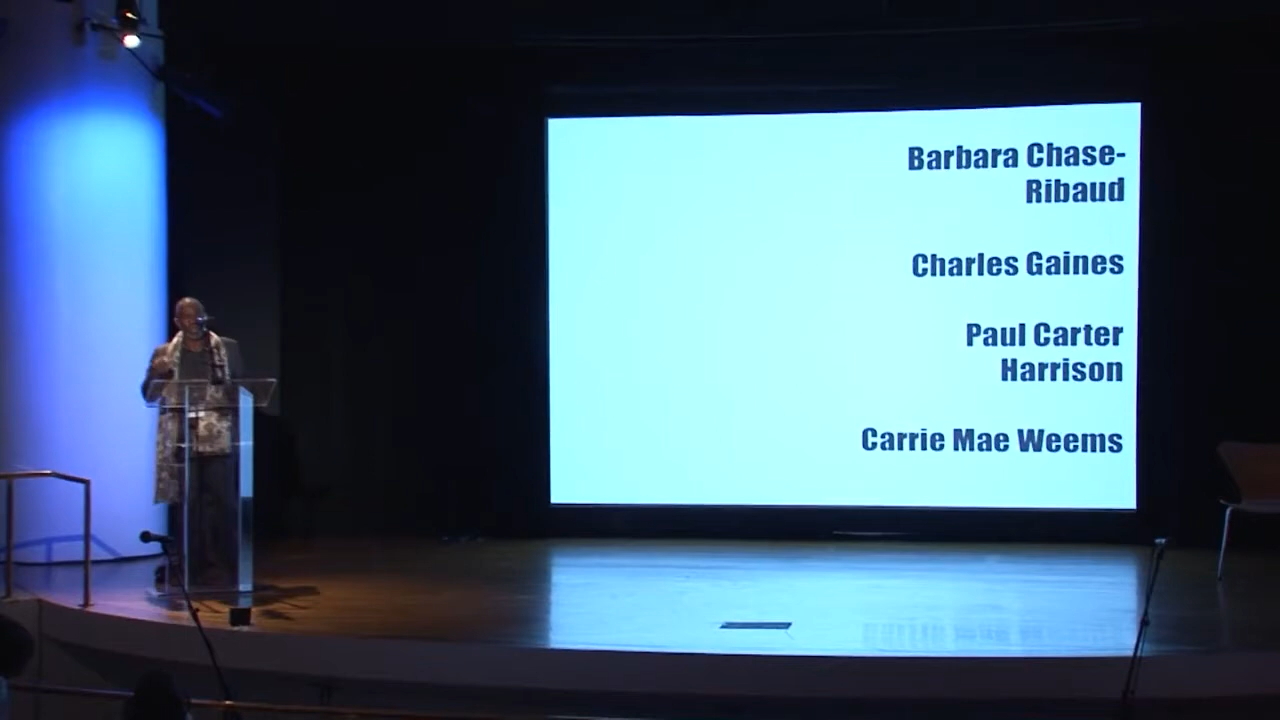 Barbara Chase-
Ribaud
Charles Gaines
Paul Carter
Harrison
Carrie Mae Weems